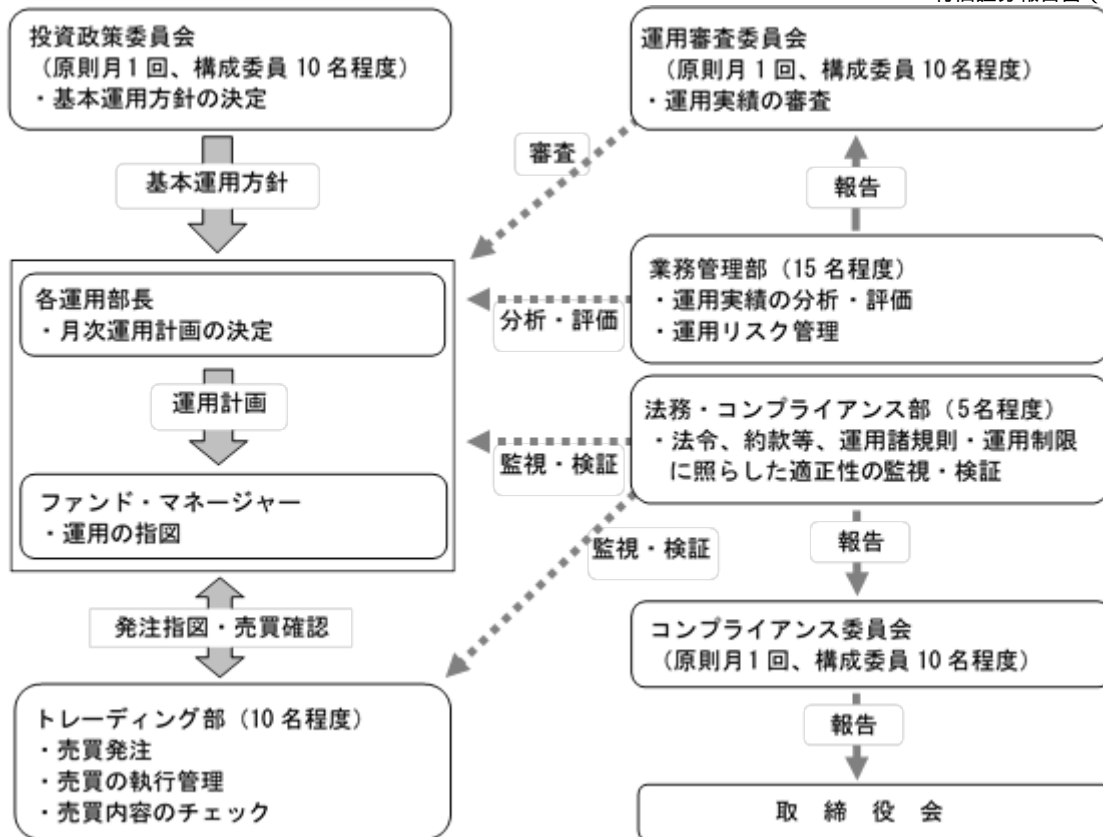 投資政策委員会
(原則月1回、構成委員 10 名程度)
・基本運用方針の決定
基本運用方針
各運用部長
・月次運用計画の決定
運用計画
ファンド・マネージャー
・運用の指図
発注指図・売買確認
トレーディング部(10 名程度)
・売買発注
・売買の執行管理
・売買内容のチェック
運用審査委員会
(原則月1回、構成委員 10 名程度)
・運用実績の審査
審査
報告
業務管理部(15 名程度)
・運用実績の分析・評価
・運用リスク管理
分析・評価
法務・コンプライアンス部(5名程度)
・法令、約款等、運用諸規則・運用制限
に照らした適正性の監視・検証
監視・検証
監視・検証
報告
コンプライアンス委員会
(原則月1回、構成委員 10 名程度)
報告
取 締 役 会